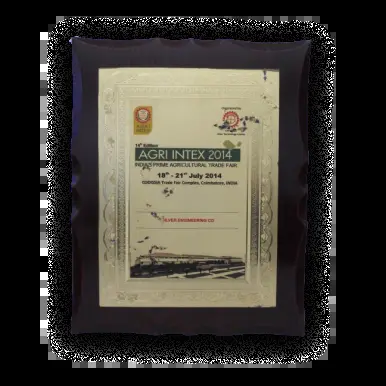 Organised by
14th Edition
AGRI INTEX 2014
INDIA'S PRIME AGRICULTURAL TRADE FAIR
18th - 21st July 2014
CODISSIA Trade Fair Complex, Coimbatore, INDIA
SILVER ENGINEERING CO